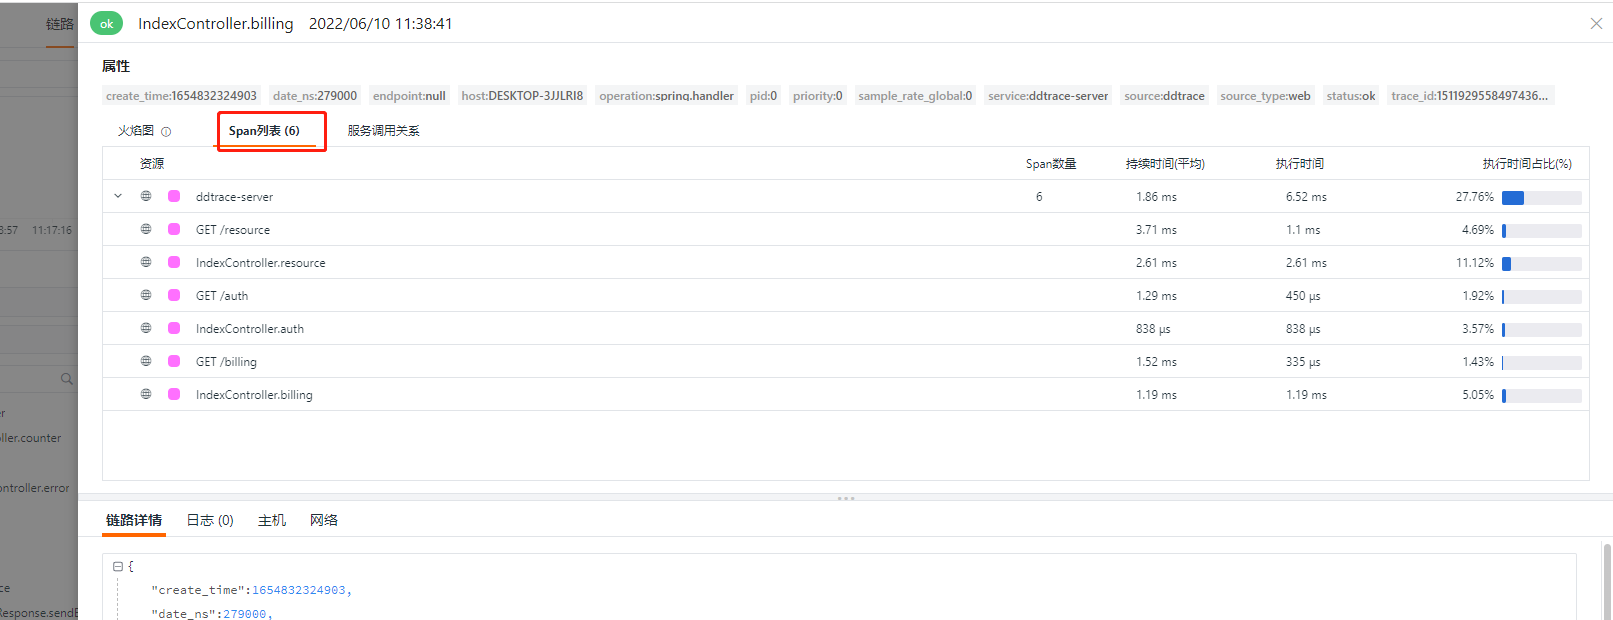 链路
ok IndexController.billing 2022/06/10 11:38:41
属性
create_time:1654832324903 date_ns:279000 endpoint:null host:DESKTOP-3JJLRI8 operation:spring.handler pid:0 priority:0 sample_rate_global:0 service:ddtrace-server source:ddtrace source_type:web status:ok trace_id:1511929558497436...
火焰图 Span列表 (6) 服务调用关系
资源 Span数量 持续时间(平均) 执行时间 执行时间占比(%)
ddtrace-server 6 1.86 ms 6.52 ms 27.76%
3:57 11:17:16
GET /resource 3.71 ms 1.1 ms 4.69%
IndexController.resource 2.61 ms 2.61 ms 11.12%
GET /auth 1.29 ms 450 μs 1.92%
IndexController.auth 838 μs 838 μs 3.57%
GET /billing 1.52 ms 335 μs 1.43%
IndexController.billing 1.19 ms 1.19 ms 5.05%
er
oller.counter
ontroller.error
链路详情 日志 (0) 主机 网络
{
"create_time":1654832324903,
"date_ns":279000,
ce
Response.sendE